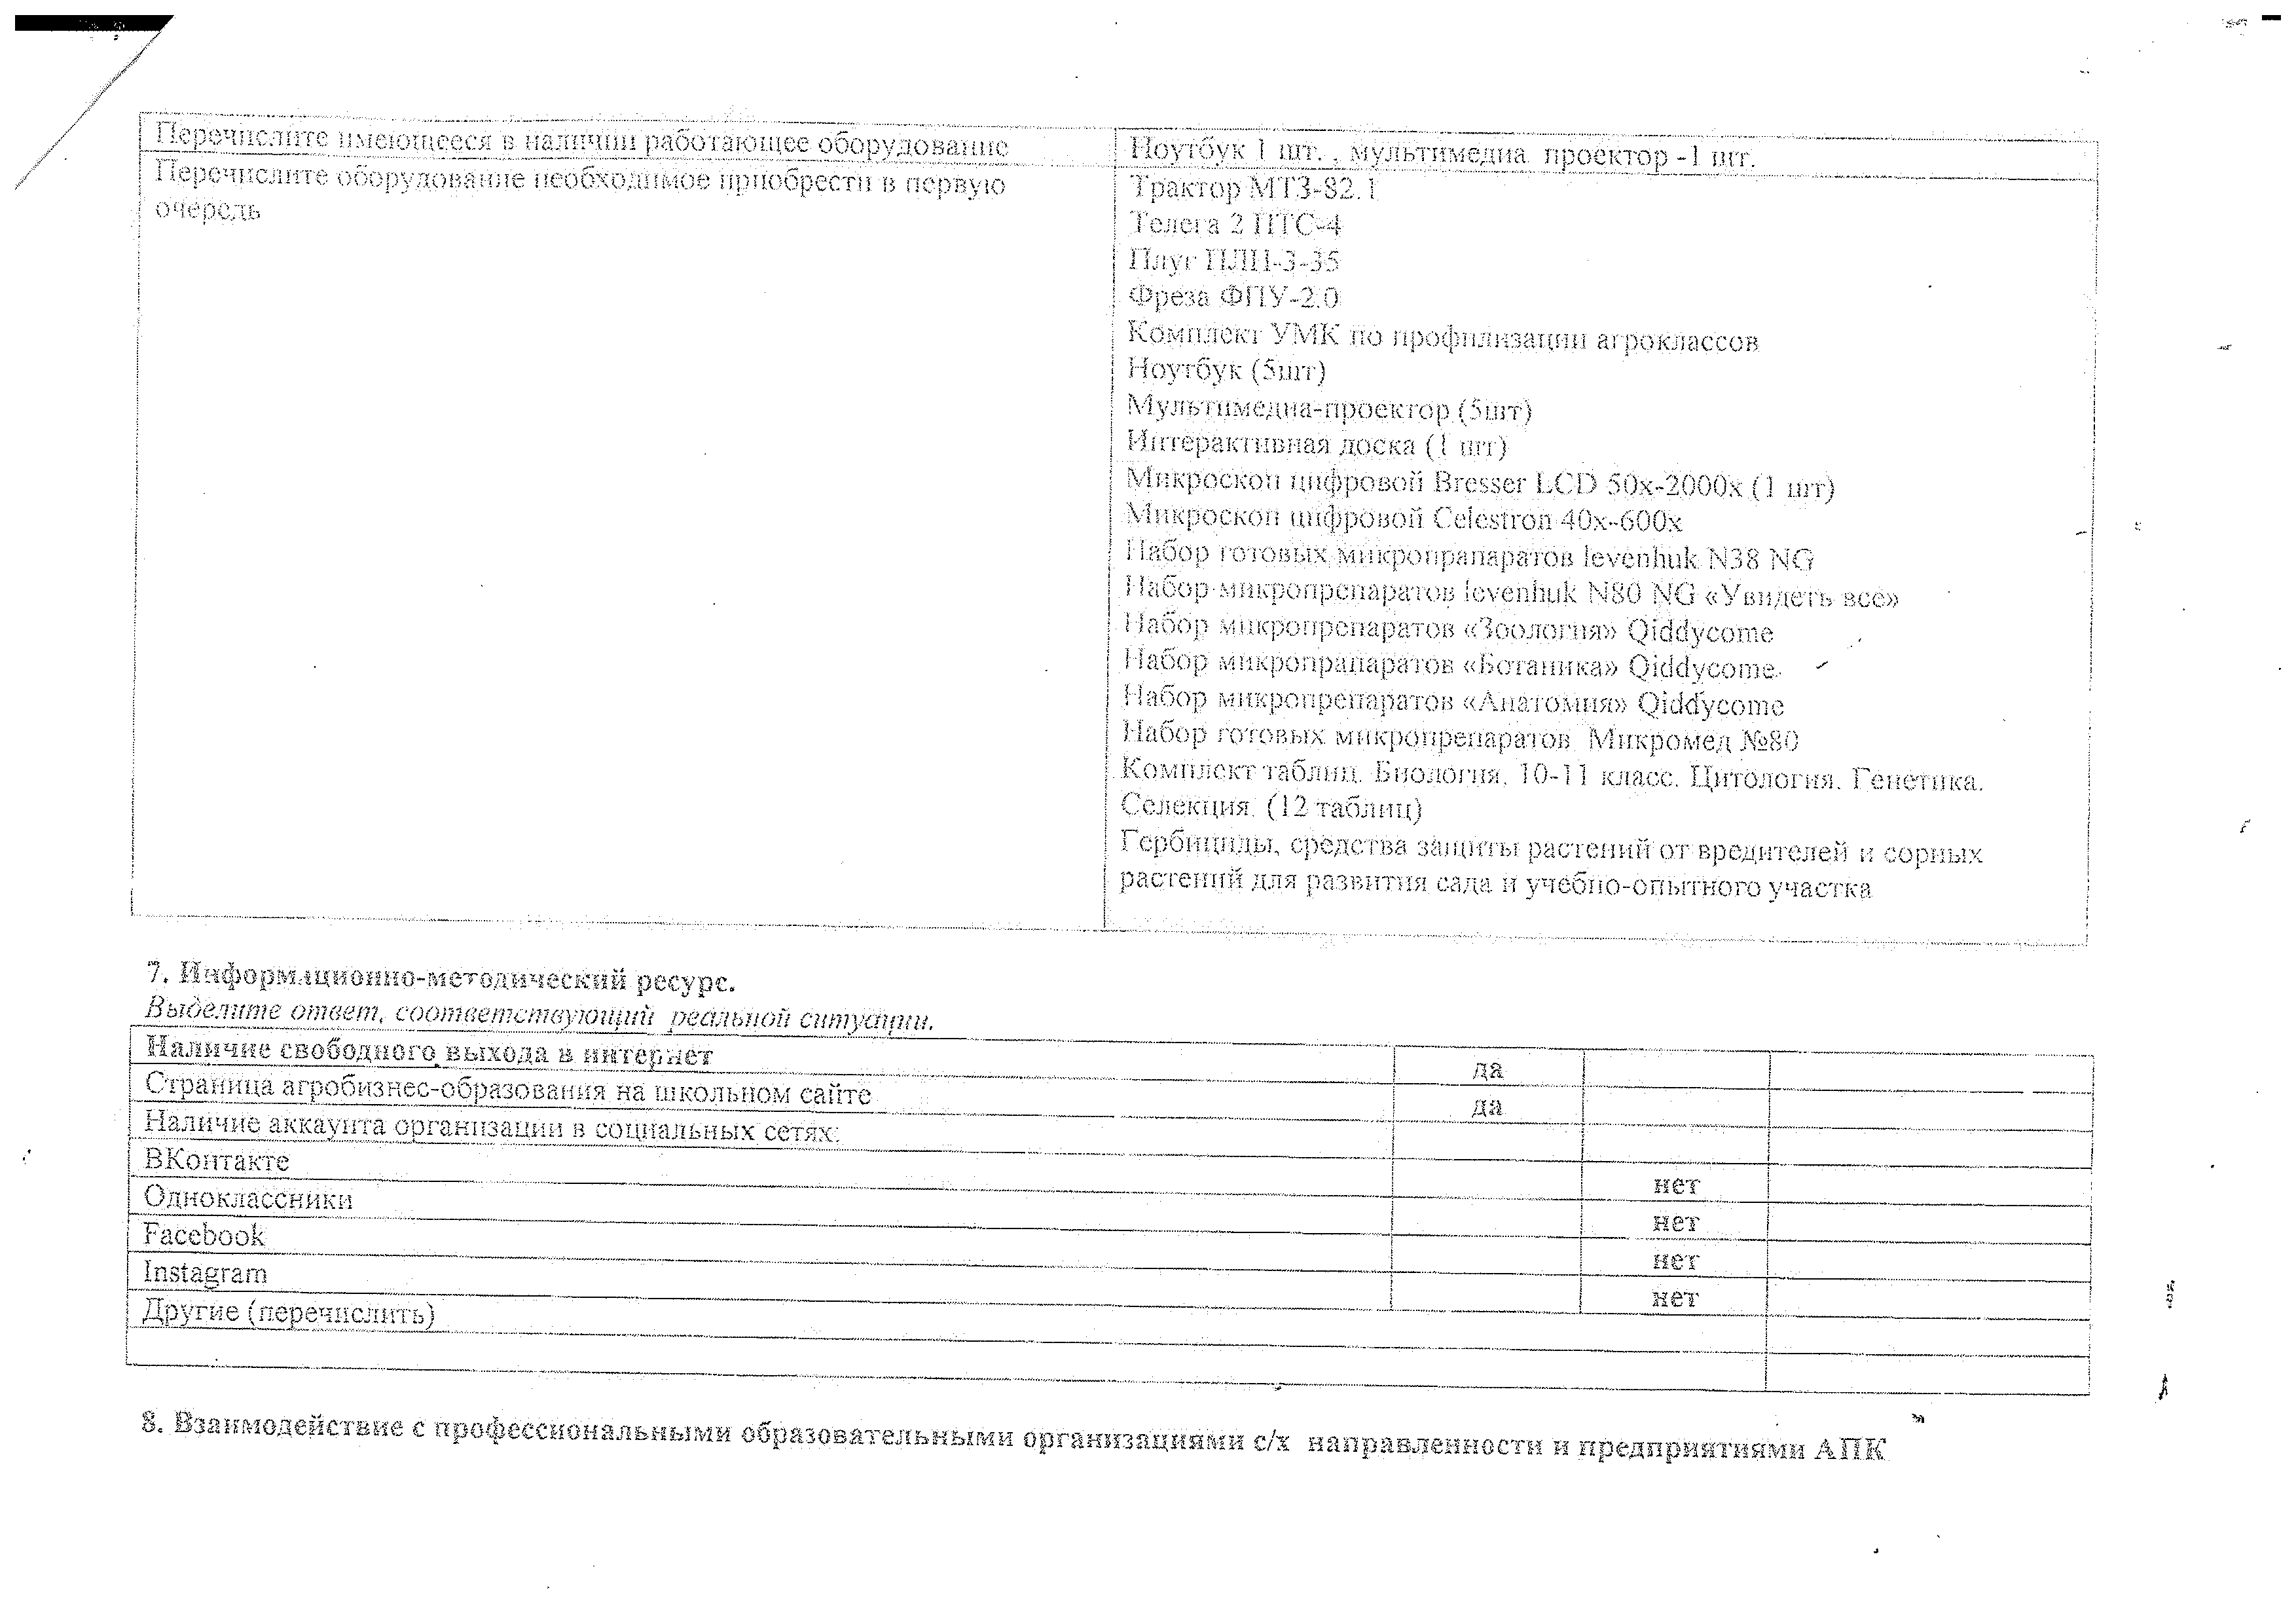 Перечислите имеющееся в наличии работающее оборудование
Ноутбук 1 шт. , мультимедиа проектор -1 шт.
Перечислите оборудование необходимое приобрести в первую
очередь
Трактор МТЗ-82.1
Телега 2 ПТС-4
Плуг ПЛН-3-35
Фреза ФПУ-2.0
Комплект УМК по профилизации агроклассов
Ноутбук (5шт)
Мультимедиа-проектор (5шт)
Интерактивная доска (1 шт)
Микроскоп цифровой Bresser LCD 50x-2000x (1 шт)
Микроскоп цифровой Celestron 40x-600x
Набор готовых микропрапаратов levenhuk N38 NG
Набор микропрепаратов levenhuk N80 NG «Увидеть всё»
Набор микропрепаратов «Зоология» Qiddycome
Набор микропрапаратов «Ботаника» Qiddycome
Набор микропрепаратов «Анатомия» Qiddycome
Набор готовых микропрепаратов Микромед №80
Комплект таблиц. Биология. 10-11 класс. Цитология. Генетика.
Селекция. (12 таблиц)
Гербициды, средства защиты растений от вредителей и сорных
растений для развития сада и учебно-опытного участка
7. Информационно-методический ресурс.
Выделите ответ, соответствующий реальной ситуации.
Наличие свободного выхода в интернет да
Страница агробизнес-образования на школьном сайте да
Наличие аккаунта организации в социальных сетях:
ВКонтакте нет
Одноклассники нет
Facebook нет
Instagram нет
Другие (перечислить)
8. Взаимодействие с профессиональными образовательными организациями с/х направленности и предприятиями АПК